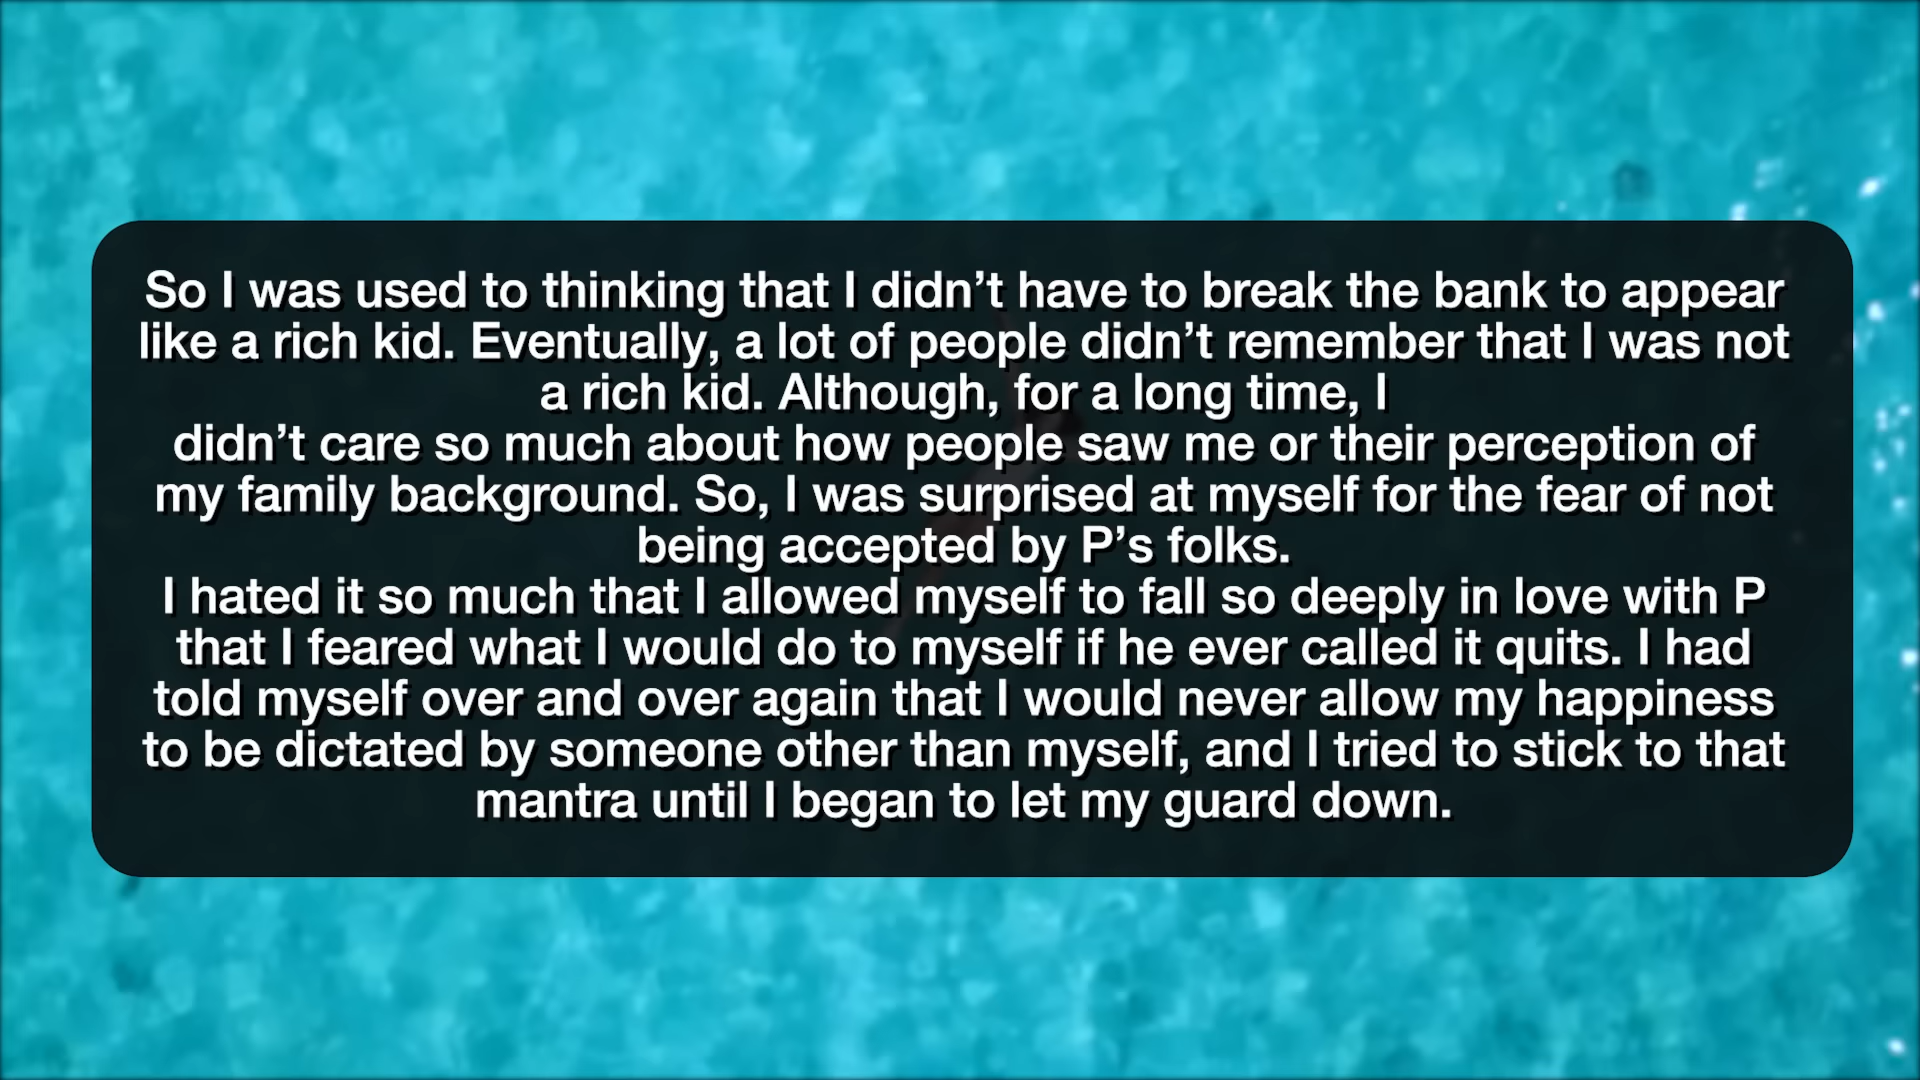 So I was used to thinking that I didn’t have to break the bank to appear
like a rich kid. Eventually, a lot of people didn’t remember that I was not
a rich kid. Although, for a long time, I
didn’t care so much about how people saw me or their perception of
my family background. So, I was surprised at myself for the fear of not
being accepted by P’s folks.
I hated it so much that I allowed myself to fall so deeply in love with P
that I feared what I would do to myself if he ever called it quits. I had
told myself over and over again that I would never allow my happiness
to be dictated by someone other than myself, and I tried to stick to that
mantra until I began to let my guard down.